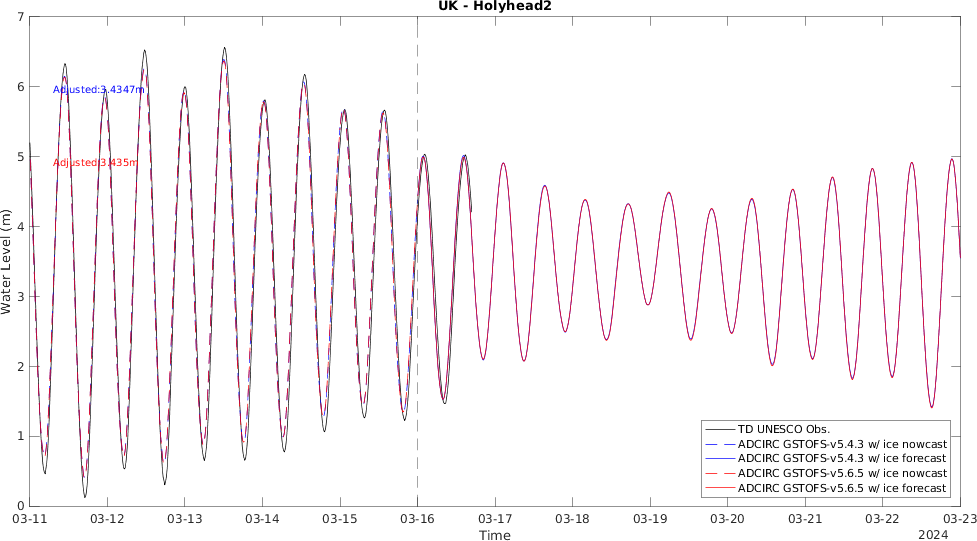 UK - Holyhead2
7
6
5
4
3
2
1
0
Water Level (m)
Adjusted:3.4347m
Adjusted:3.435m
TD UNESCO Obs.
ADCIRC GSTOFS-v5.4.3 w/ ice nowcast
ADCIRC GSTOFS-v5.4.3 w/ ice forecast
ADCIRC GSTOFS-v5.6.5 w/ ice nowcast
ADCIRC GSTOFS-v5.6.5 w/ ice forecast
03-11 03-12 03-13 03-14 03-15 03-16 03-17 03-18 03-19 03-20 03-21 03-22 03-23
Time
2024